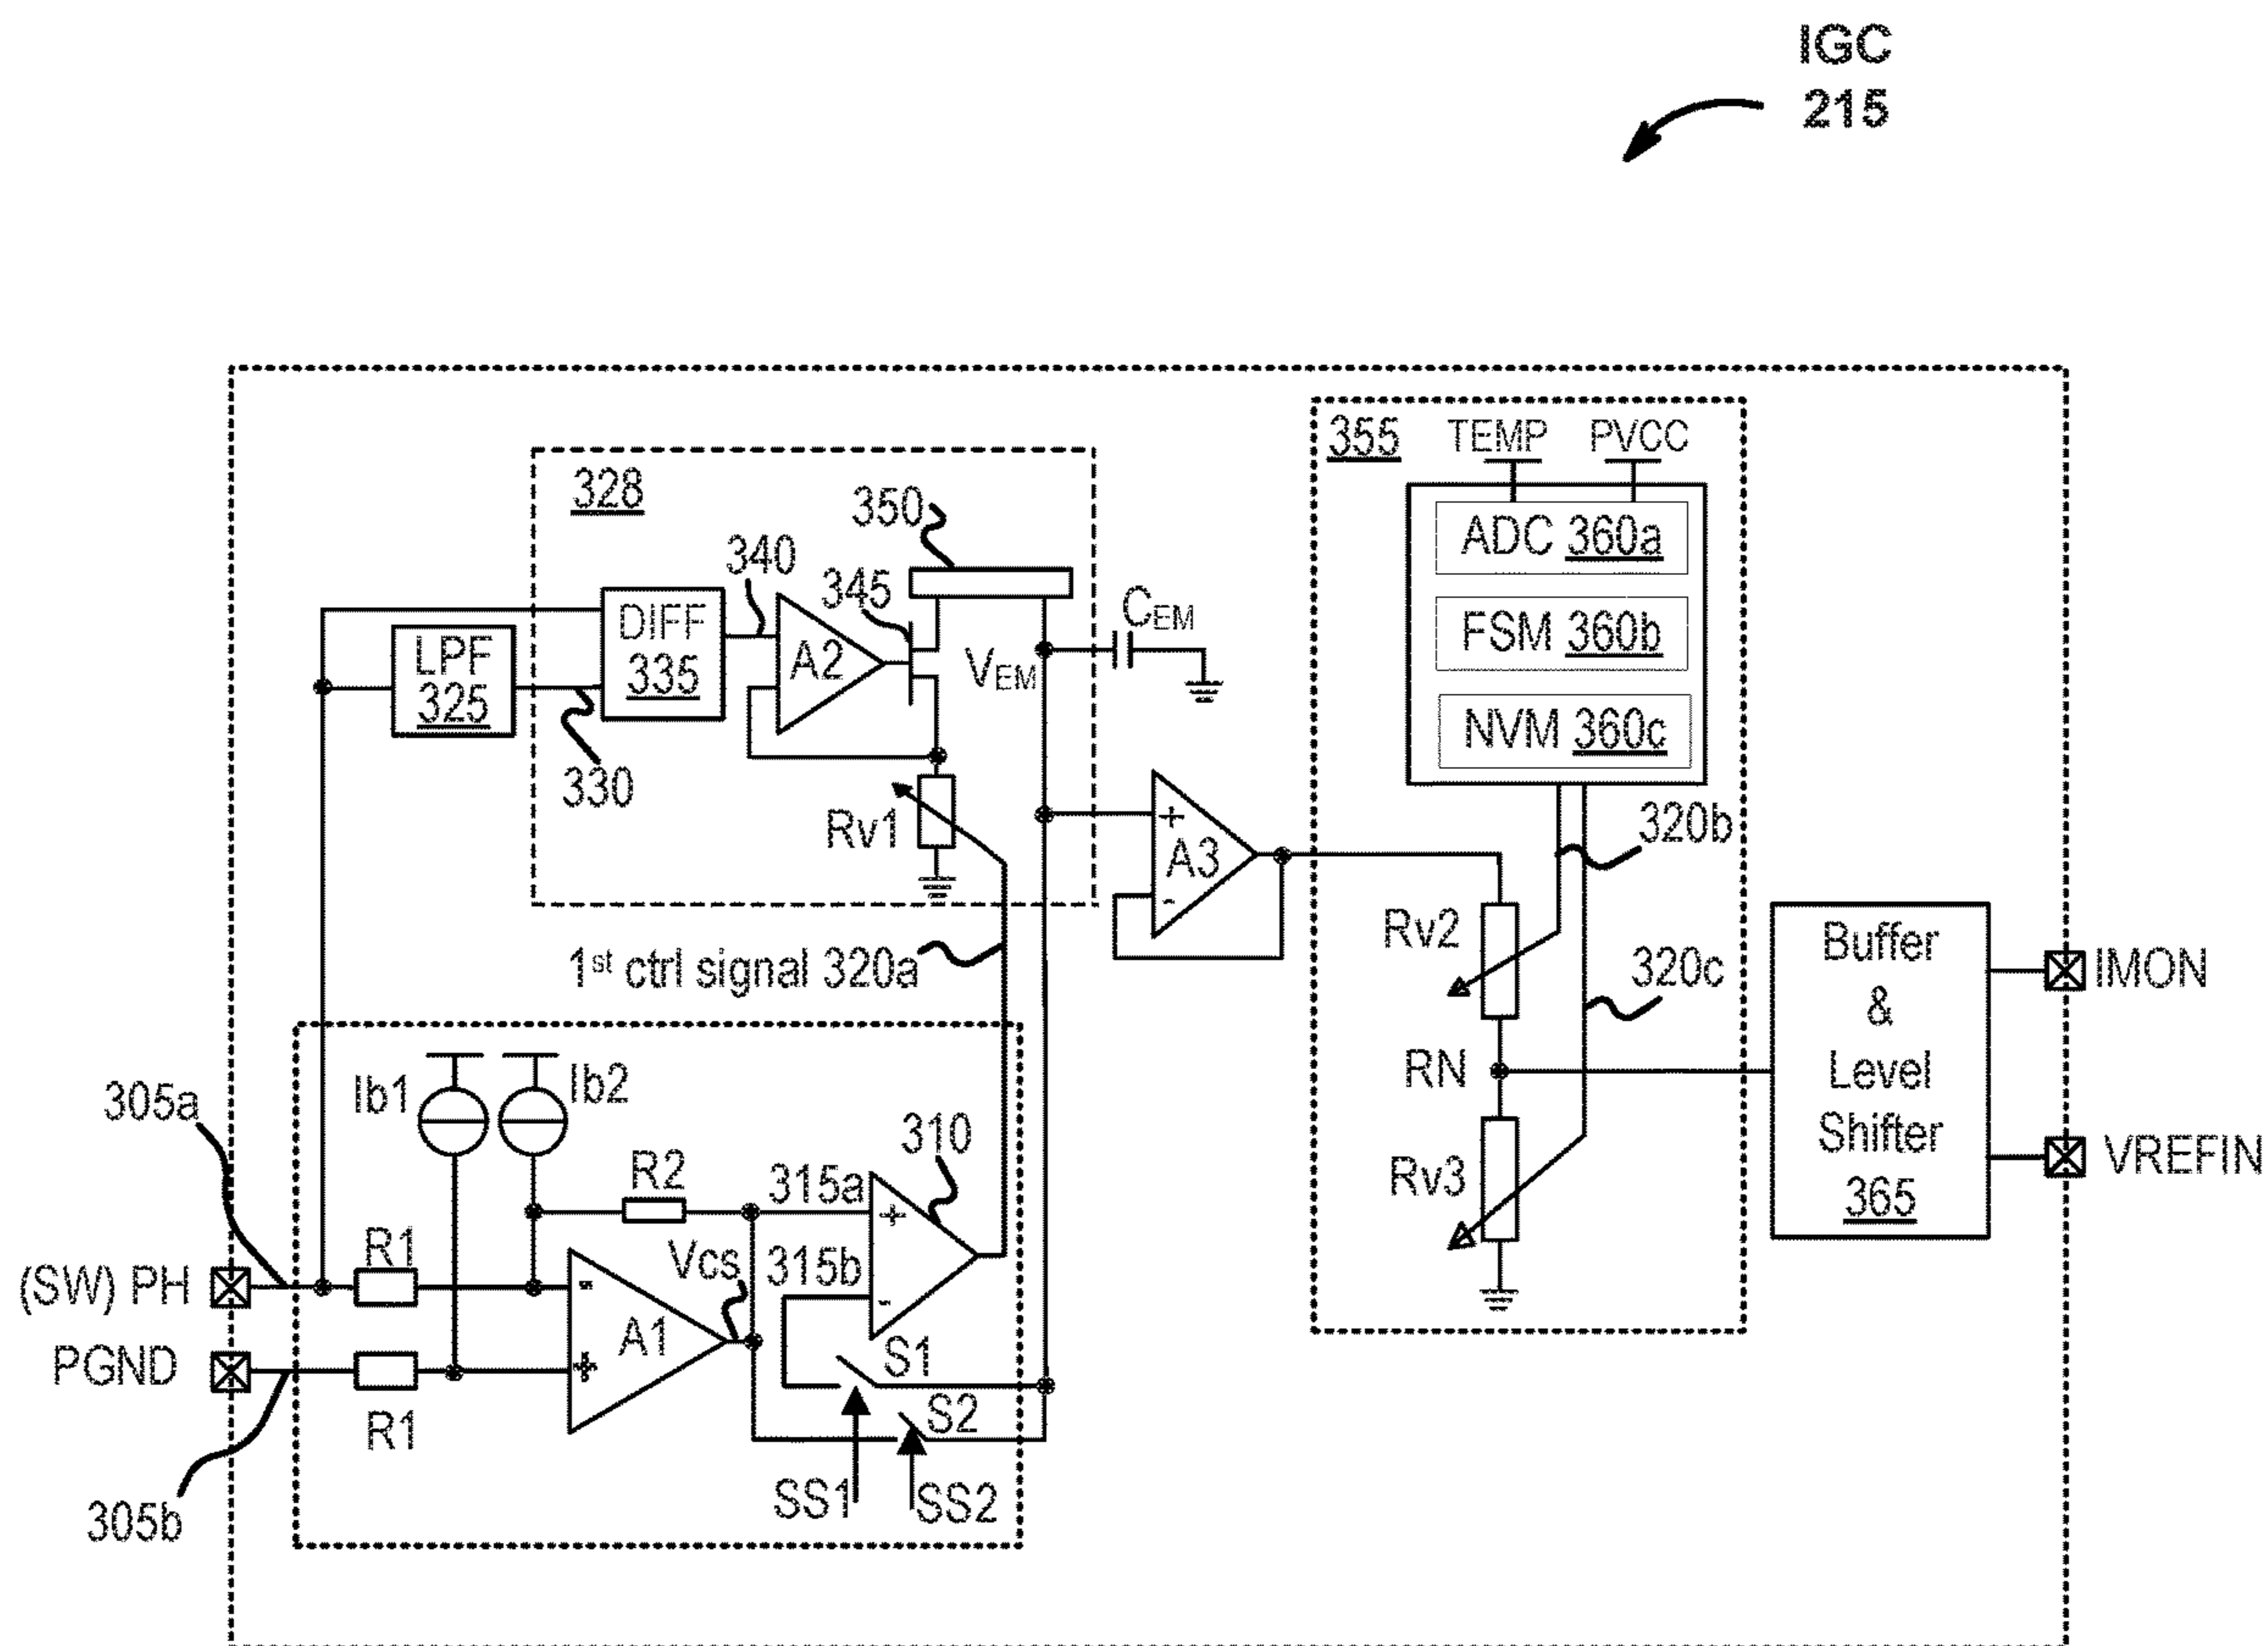 IGC
215
355
TEMP
PVCC
328
350
ADC 360a
340
345
DIFF
335
A2
CEM
FSM 360b
LPF
325
VEM
NVM 360c
330
Rv1
+
A3
-
320b
1st ctrl signal 320a
Rv2
320c
Buffer
&
Level
Shifter
365
IMON
RN
305a
Ib1
Ib2
310
R2
315a
+
Rv3
VREFIN
R1
Vcs
315b
-
(SW) PH
-
A1
+
PGND
S1
R1
S2
305b
SS1
SS2